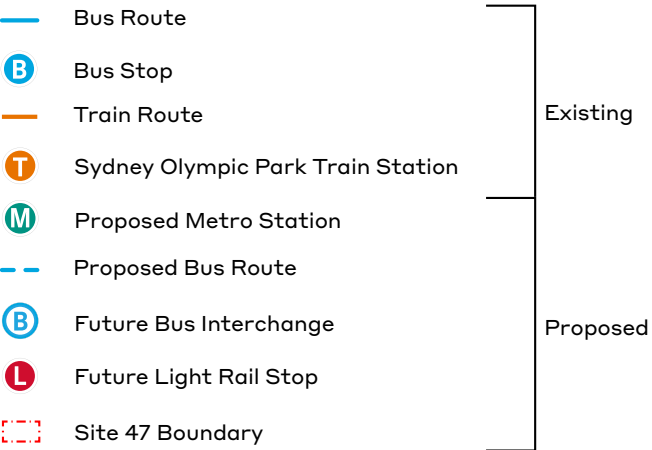 Bus Route
B Bus Stop
Train Route
T Sydney Olympic Park Train Station
Existing
M Proposed Metro Station
Proposed Bus Route
B Future Bus Interchange
L Future Light Rail Stop
Site 47 Boundary
Proposed